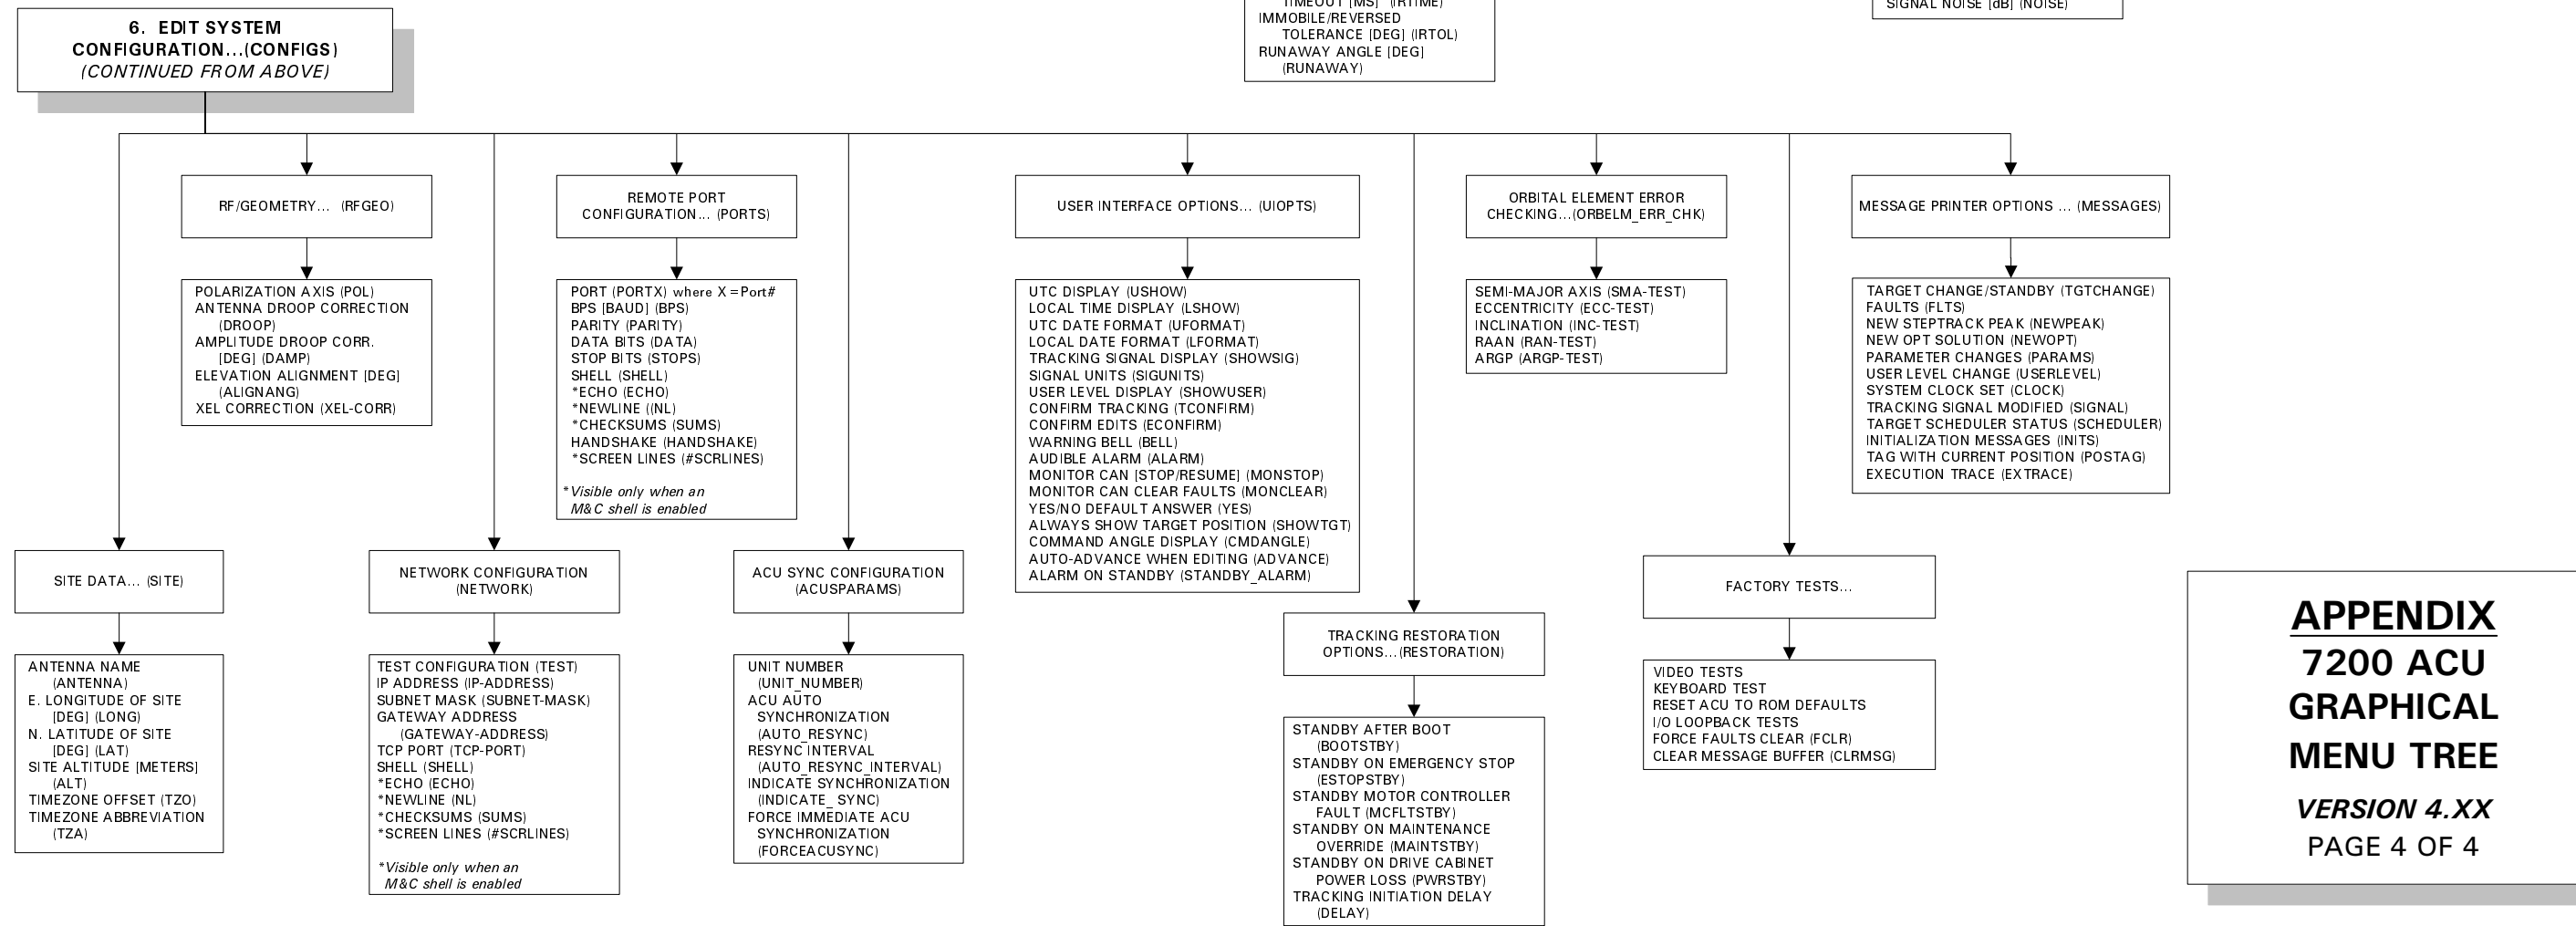 6. EDIT SYSTEM
CONFIGURATION...(CONFIGS)
(CONTINUED FROM ABOVE)
TIMEOUT [MS] (IRTIME)
IMMOBILE/REVERSED
TOLERANCE [DEG] (IRTOL)
RUNAWAY ANGLE [DEG]
(RUNAWAY)
SIGNAL NOISE [dB] (NOISE)
RF/GEOMETRY... (RFGEO)
POLARIZATION AXIS (POL)
ANTENNA DROOP CORRECTION
(DROOP)
AMPLITUDE DROOP CORR.
[DEG] (DAMP)
ELEVATION ALIGNMENT [DEG]
(ALIGNANG)
XEL CORRECTION (XEL-CORR)
REMOTE PORT
CONFIGURATION... (PORTS)
PORT (PORTX) where X =Port#
BPS [BAUD] (BPS)
PARITY (PARITY)
DATA BITS (DATA)
STOP BITS (STOPS)
SHELL (SHELL)
*ECHO (ECHO)
*NEWLINE ((NL)
*CHECKSUMS (SUMS)
HANDSHAKE (HANDSHAKE)
*SCREEN LINES (#SCRLINES)
*Visible only when an
M&C shell is enabled
USER INTERFACE OPTIONS... (UIOPTS)
UTC DISPLAY (USHOW)
LOCAL TIME DISPLAY (LSHOW)
UTC DATE FORMAT (UFORMAT)
LOCAL DATE FORMAT (LFORMAT)
TRACKING SIGNAL DISPLAY (SHOWSIG)
SIGNAL UNITS (SIGUNITS)
USER LEVEL DISPLAY (SHOWUSER)
CONFIRM TRACKING (TCONFIRM)
CONFIRM EDITS (ECONFIRM)
WARNING BELL (BELL)
AUDIBLE ALARM (ALARM)
MONITOR CAN [STOP/RESUME] (MONSTOP)
MONITOR CAN CLEAR FAULTS (MONCLEAR)
YES/NO DEFAULT ANSWER (YES)
ALWAYS SHOW TARGET POSITION (SHOWTGT)
COMMAND ANGLE DISPLAY (CMDANGLE)
AUTO-ADVANCE WHEN EDITING (ADVANCE)
ALARM ON STANDBY (STANDBY_ALARM)
ORBITAL ELEMENT ERROR
CHECKING...(ORBELM_ERR_CHK)
SEMI-MAJOR AXIS (SMA-TEST)
ECCENTRICITY (ECC-TEST)
INCLINATION (INC-TEST)
RAAN (RAN-TEST)
ARGP (ARGP-TEST)
MESSAGE PRINTER OPTIONS ... (MESSAGES)
TARGET CHANGE/STANDBY (TGTCHANGE)
FAULTS (FLTS)
NEW STEPTRACK PEAK (NEWPEAK)
NEW OPT SOLUTION (NEWOPT)
PARAMETER CHANGES (PARAMS)
USER LEVEL CHANGE (USERLEVEL)
SYSTEM CLOCK SET (CLOCK)
TRACKING SIGNAL MODIFIED (SIGNAL)
TARGET SCHEDULER STATUS (SCHEDULER)
INITIALIZATION MESSAGES (INITS)
TAG WITH CURRENT POSITION (POSTAG)
EXECUTION TRACE (EXTRACE)
SITE DATA... (SITE)
ANTENNA NAME
(ANTENNA)
E. LONGITUDE OF SITE
[DEG] (LONG)
N. LATITUDE OF SITE
[DEG] (LAT)
SITE ALTITUDE [METERS]
(ALT)
TIMEZONE OFFSET (TZO)
TIMEZONE ABBREVIATION
(TZA)
NETWORK CONFIGURATION
(NETWORK)
TEST CONFIGURATION (TEST)
IP ADDRESS (IP-ADDRESS)
SUBNET MASK (SUBNET-MASK)
GATEWAY ADDRESS
(GATEWAY-ADDRESS)
TCP PORT (TCP-PORT)
SHELL (SHELL)
*ECHO (ECHO)
*NEWLINE (NL)
*CHECKSUMS (SUMS)
*SCREEN LINES (#SCRLINES)
*Visible only when an
M&C shell is enabled
ACU SYNC CONFIGURATION
(ACUSPARAMS)
UNIT NUMBER
(UNIT_NUMBER)
ACU AUTO
SYNCHRONIZATION
(AUTO_RESYNC)
RESYNC INTERVAL
(AUTO_RESYNC_INTERVAL)
INDICATE SYNCHRONIZATION
(INDICATE_ SYNC)
FORCE IMMEDIATE ACU
SYNCHRONIZATION
(FORCEACUSYNC)
TRACKING RESTORATION
OPTIONS...(RESTORATION)
STANDBY AFTER BOOT
(BOOTSTBY)
STANDBY ON EMERGENCY STOP
(ESTOPSTBY)
STANDBY MOTOR CONTROLLER
FAULT (MCFLTSTBY)
STANDBY ON MAINTENANCE
OVERRIDE (MAINTSTBY)
STANDBY ON DRIVE CABINET
POWER LOSS (PWRSTBY)
TRACKING INITIATION DELAY
(DELAY)
FACTORY TESTS...
VIDEO TESTS
KEYBOARD TEST
RESET ACU TO ROM DEFAULTS
I/O LOOPBACK TESTS
FORCE FAULTS CLEAR (FCLR)
CLEAR MESSAGE BUFFER (CLRMSG)
APPENDIX
7200 ACU
GRAPHICAL
MENU TREE
VERSION 4.XX
PAGE 4 OF 4